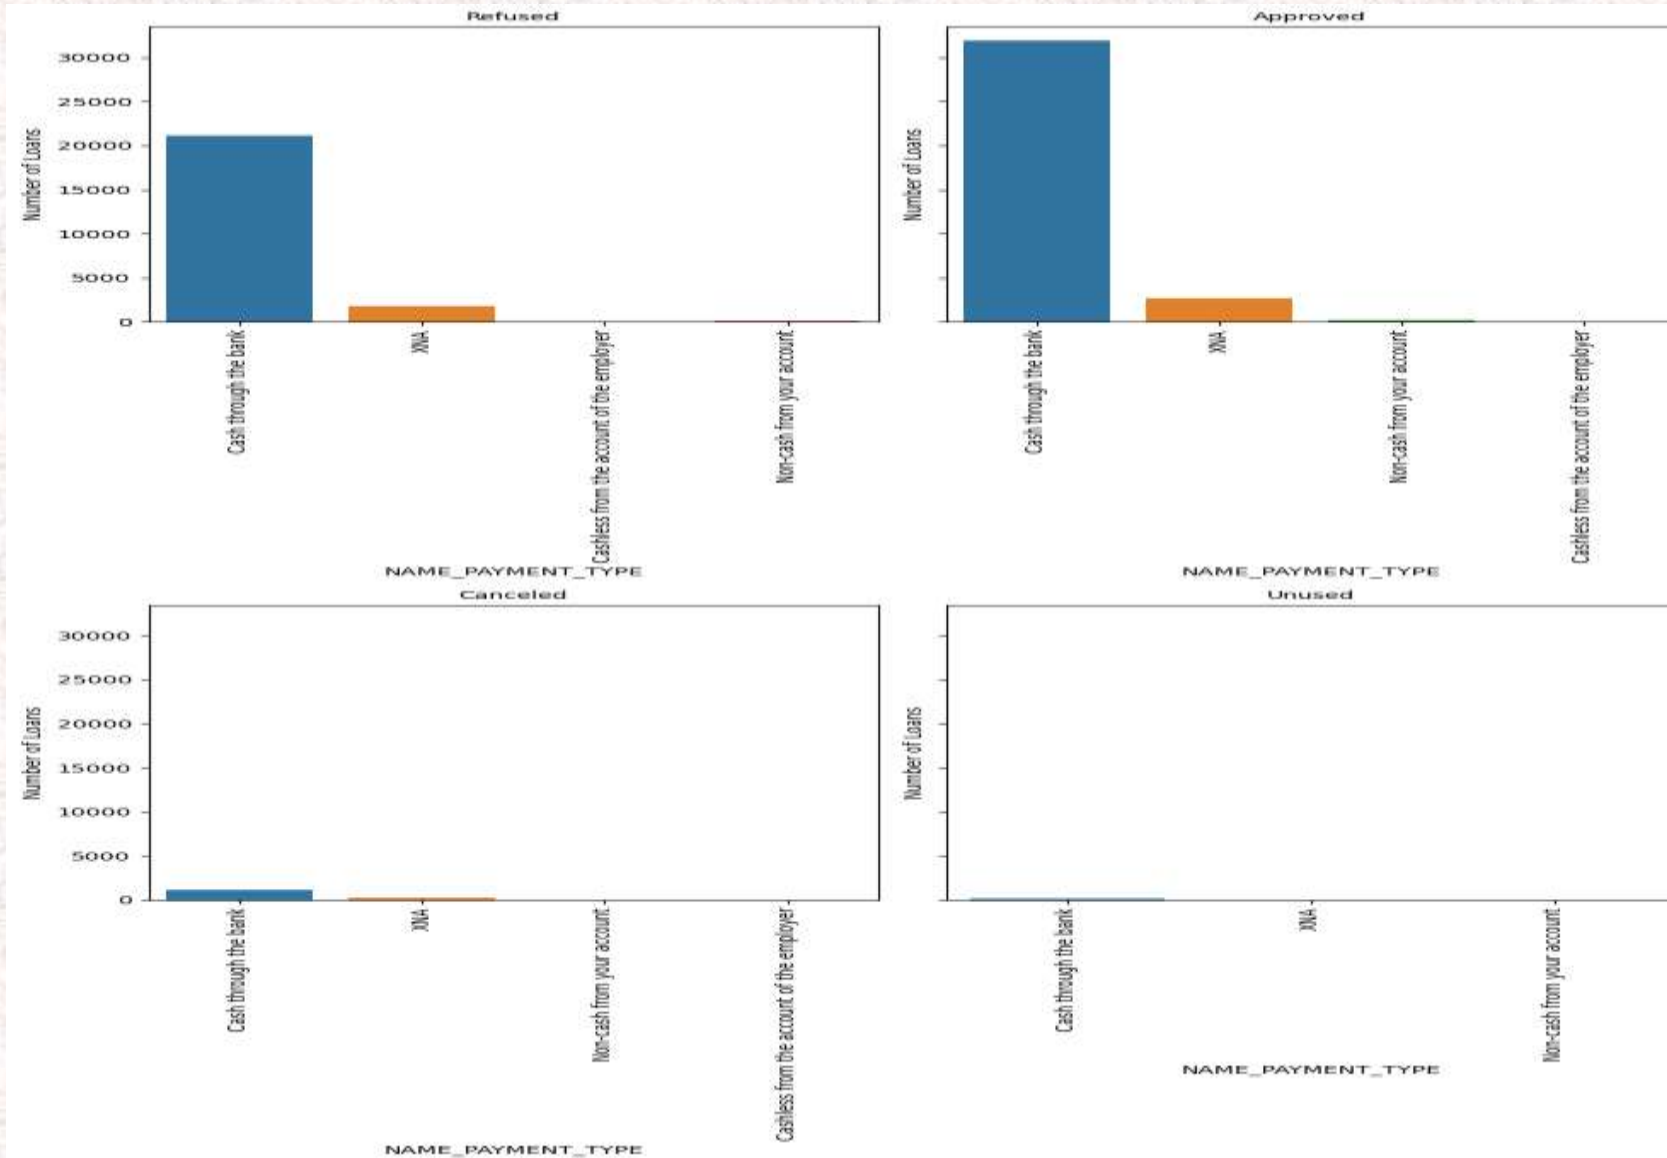 Refused
Number of Loans
30000
25000
20000
15000
10000
5000
0
Cash through the bank
XNA
Cashless from the account of the employer
Non-cash from your account
NAME_PAYMENT_TYPE
Approved
Number of Loans
Cash through the bank
XNA
Non-cash from your account
Cashless from the account of the employer
NAME_PAYMENT_TYPE
Canceled
Number of Loans
30000
25000
20000
15000
10000
5000
0
Cash through the bank
XNA
Non-cash from your account
Cashless from the account of the employer
NAME_PAYMENT_TYPE
Unused
Number of Loans
Cash through the bank
XNA
Non-cash from your account
NAME_PAYMENT_TYPE